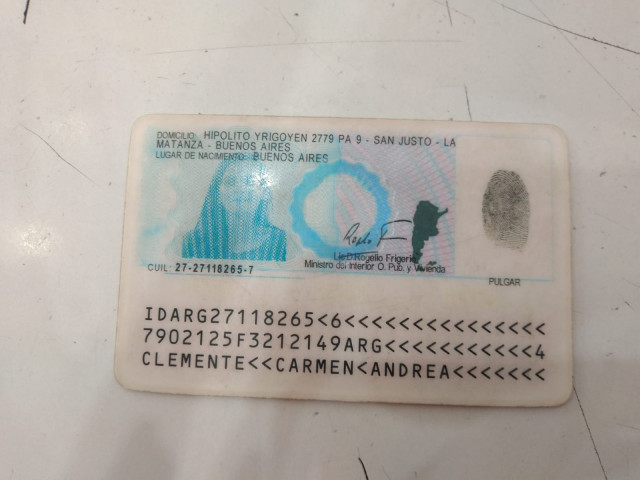 DOMICILIO: HIPOLITO YRIGOYEN 2779 PA 9 - SAN JUSTO - LA
MATANZA - BUENOS AIRES
LUGAR DE NACIMIENTO: BUENOS AIRES
Lic.D.Rogelio Frigerio
Ministro del Interior O. Pub. y Vivienda
CUIL: 27-27118265-7
PULGAR
IDARG27118265<6<<<<<<<<<<<<<<<
7902125F3212149ARG<<<<<<<<<<<4
CLEMENTE<<CARMEN<ANDREA<<<<<<<